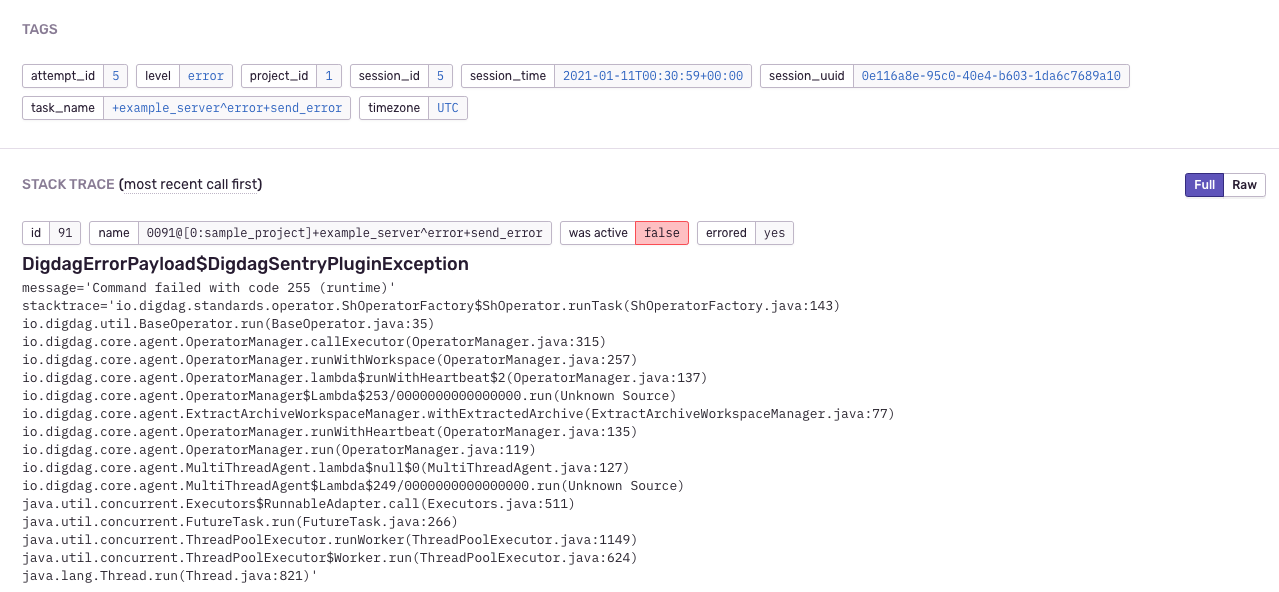 TAGS
attempt_id 5 level error project_id 1 session_id 5 session_time 2021-01-11T00:30:59+00:00 session_uuid 0e116a8e-95c0-40e4-b603-1da6c7689a10
task_name +example_server^error+send_error timezone UTC
STACK TRACE (most recent call first) Full Raw
id 91 name 0091@[0:sample_project]+example_server^error+send_error was active false errored yes
DigdagErrorPayload$DigdagSentryPluginException
message='Command failed with code 255 (runtime)'
stacktrace='io.digdag.standards.operator.ShOperatorFactory$ShOperator.runTask(ShOperatorFactory.java:143)
io.digdag.util.BaseOperator.run(BaseOperator.java:35)
io.digdag.core.agent.OperatorManager.callExecutor(OperatorManager.java:315)
io.digdag.core.agent.OperatorManager.runWithWorkspace(OperatorManager.java:257)
io.digdag.core.agent.OperatorManager.lambda$runWithHeartbeat$2(OperatorManager.java:137)
io.digdag.core.agent.OperatorManager$Lambda$253/0000000000000000.run(Unknown Source)
io.digdag.core.agent.ExtractArchiveWorkspaceManager.withExtractedArchive(ExtractArchiveWorkspaceManager.java:77)
io.digdag.core.agent.OperatorManager.runWithHeartbeat(OperatorManager.java:135)
io.digdag.core.agent.OperatorManager.run(OperatorManager.java:119)
io.digdag.core.agent.MultiThreadAgent.lambda$null$0(MultiThreadAgent.java:127)
io.digdag.core.agent.MultiThreadAgent$Lambda$249/0000000000000000.run(Unknown Source)
java.util.concurrent.Executors$RunnableAdapter.call(Executors.java:511)
java.util.concurrent.FutureTask.run(FutureTask.java:266)
java.util.concurrent.ThreadPoolExecutor.runWorker(ThreadPoolExecutor.java:1149)
java.util.concurrent.ThreadPoolExecutor$Worker.run(ThreadPoolExecutor.java:624)
java.lang.Thread.run(Thread.java:821)'